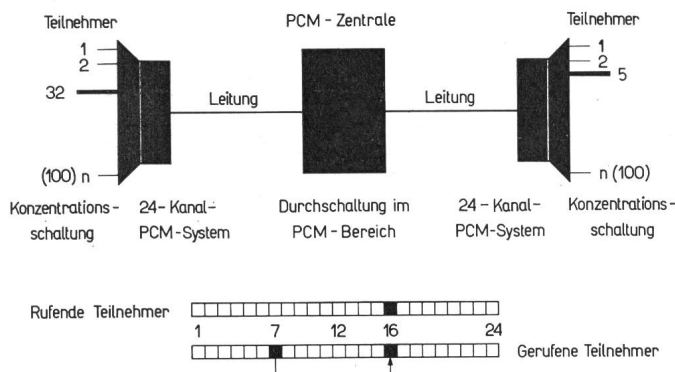 Teilnehmer
PCM - Zentrale
Teilnehmer
1
2
32
(100) n
Leitung
Leitung
1
2
5
n (100)
Konzentrations-
schaltung
24-Kanal-
PCM-System
Durchschaltung im
PCM-Bereich
24-Kanal-
PCM-System
Konzentrations-
schaltung
Rufende Teilnehmer
1 7 12 16 24
Gerufene Teilnehmer